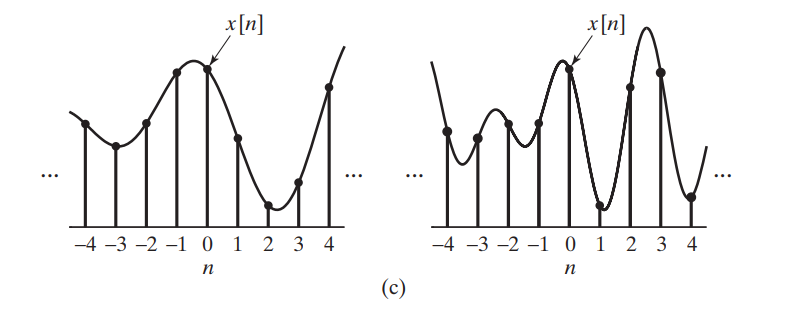 x[n] x[n]
... ... ... ...
–4 –3 –2 –1 0 1 2 3 4 –4 –3 –2 –1 0 1 2 3 4
n n
(c)